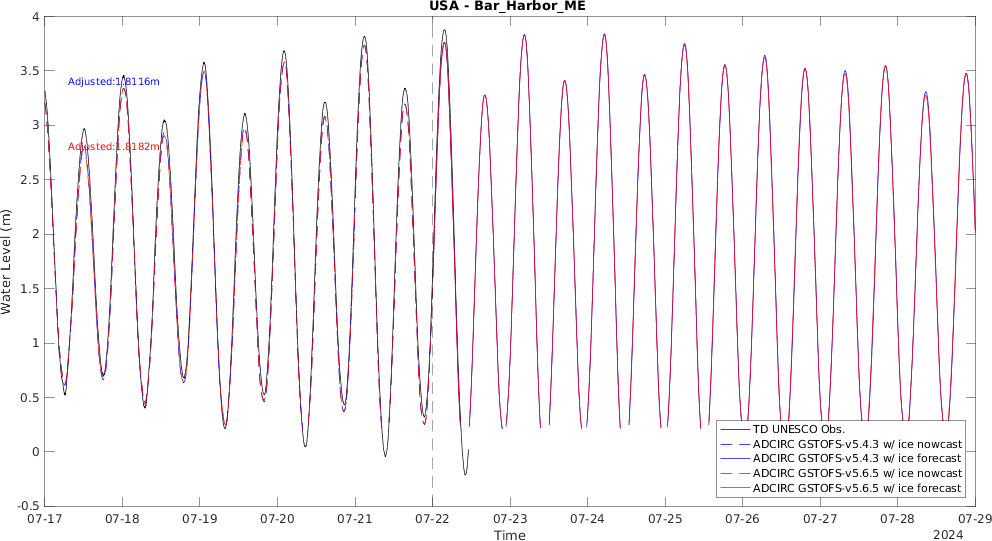 USA - Bar_Harbor_ME
4
3.5
3
2.5
2
1.5
1
0.5
0
-0.5
Water Level (m)
Adjusted:1.8116m
Adjusted:1.8182m
TD UNESCO Obs.
ADCIRC GSTOFS-v5.4.3 w/ ice nowcast
ADCIRC GSTOFS-v5.4.3 w/ ice forecast
ADCIRC GSTOFS-v5.6.5 w/ ice nowcast
ADCIRC GSTOFS-v5.6.5 w/ ice forecast
07-17 07-18 07-19 07-20 07-21 07-22 07-23 07-24 07-25 07-26 07-27 07-28 07-29
Time
2024